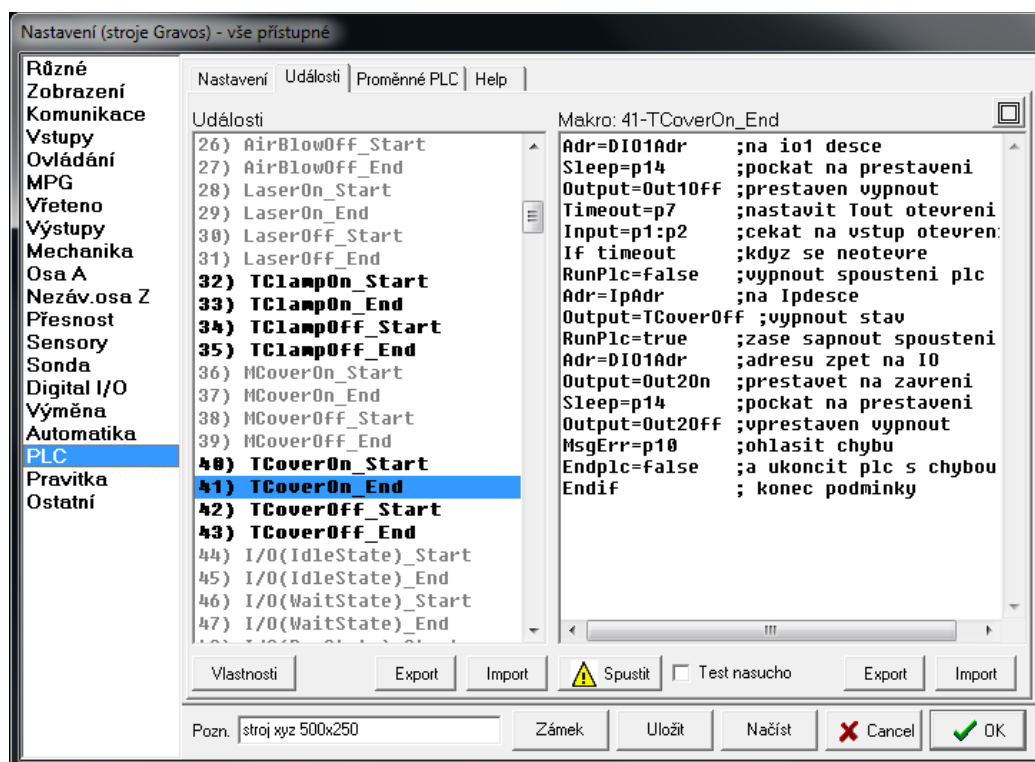 Nastavení (stroje Gravos) - vše přístupné
Různé
Zobrazení
Komunikace
Vstupy
Ovládání
MPG
Vřeteno
Výstupy
Mechanika
Osa A
Nezáv.osa Z
Přesnost
Sensory
Sonda
Digital I/O
Výměna
Automatika
PLC
Pravitka
Ostatní
Nastavení Události Proměnné PLC Help
Události
26) AirBlowOff_Start
27) AirBlowOff_End
28) LaserOn_Start
29) LaserOn_End
30) LaserOff_Start
31) LaserOff_End
32) TClampOn_Start
33) TClampOn_End
34) TClampOff_Start
35) TClampOff_End
36) MCoverOn_Start
37) MCoverOn_End
38) MCoverOff_Start
39) MCoverOff_End
40) TCoverOn_Start
41) TCoverOn_End
42) TCoverOff_Start
43) TCoverOff_End
44) I/O(IdleState)_Start
45) I/O(IdleState)_End
46) I/O(WaitState)_Start
47) I/O(WaitState)_End
Makro: 41-TCoverOn_End
Adr=DIO1Adr ;na io1 desce
Sleep=p14 ;pockat na prestaveni
Output=Out1Off ;prestaven vypnout
Timeout=p7 ;nastavit Tout otevreni
Input=p1:p2 ;cekat na vstup otevren
If timeout ;kdyz se neotevre
RunPlc=false ;vypnout spousteni plc
Adr=IpAdr ;na Ipdesce
Output=TCoverOff ;vypnout stav
RunPlc=true ;zase sapnout spousteni
Adr=DIO1Adr ;adresu zpet na IO
Output=Out2On ;prestavet na zavreni
Sleep=p14 ;pockat na prestaveni
Output=Out2Off ;vprestaven vypnout
MsgErr=p10 ;ohlasit chybu
Endplc=false ;a ukoncit plc s chybou
Endif ; konec podminky
Vlastnosti Export Import Spustit Test nasucho Export Import
Pozn. stroj xyz 500x250 Zámek Uložit Načíst Cancel OK